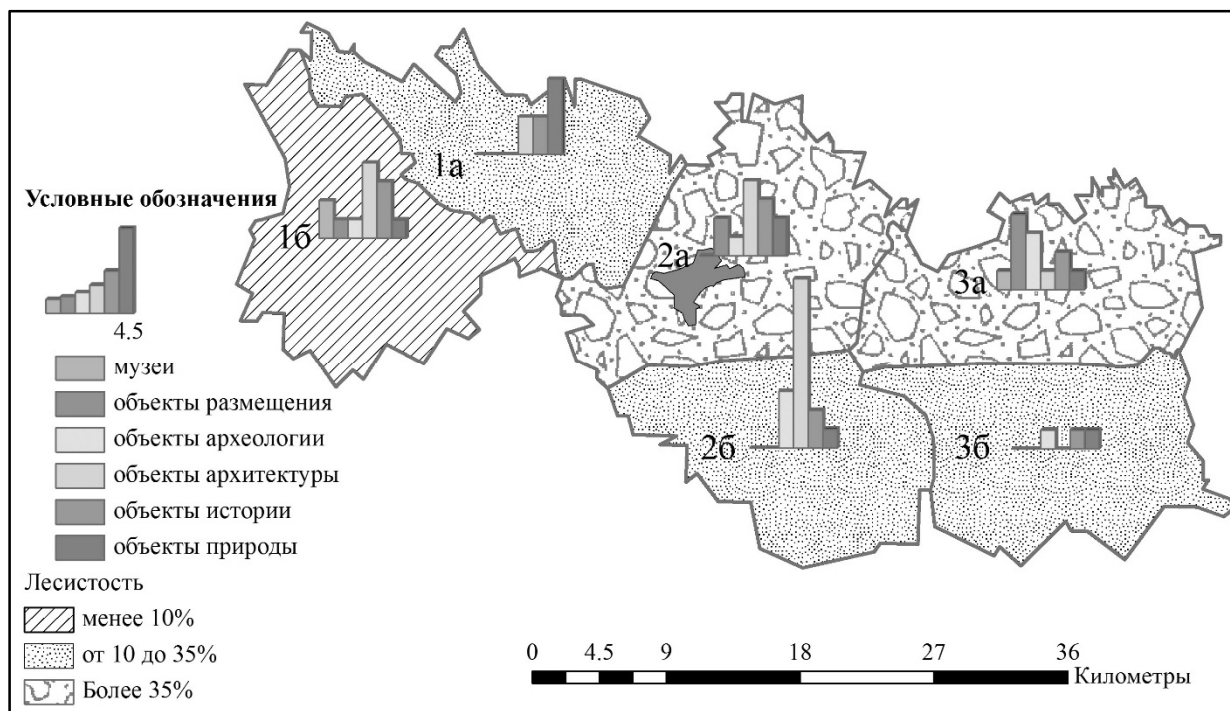 Условные обозначения
4.5
музеи
объекты размещения
объекты археологии
объекты архитектуры
объекты истории
объекты природы
Лесистость
менее 10%
от 10 до 35%
Более 35%
1а
1б
2а
3а
2б
3б
0 4.5 9 18 27 36
Километры